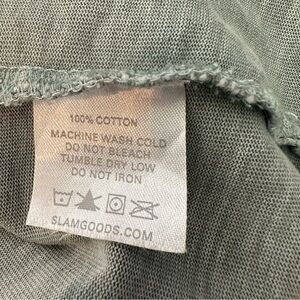 100% COTTON
MACHINE WASH COLD
DO NOT BLEACH
TUMBLE DRY LOW
DO NOT IRON
SLAMGOODS.COM